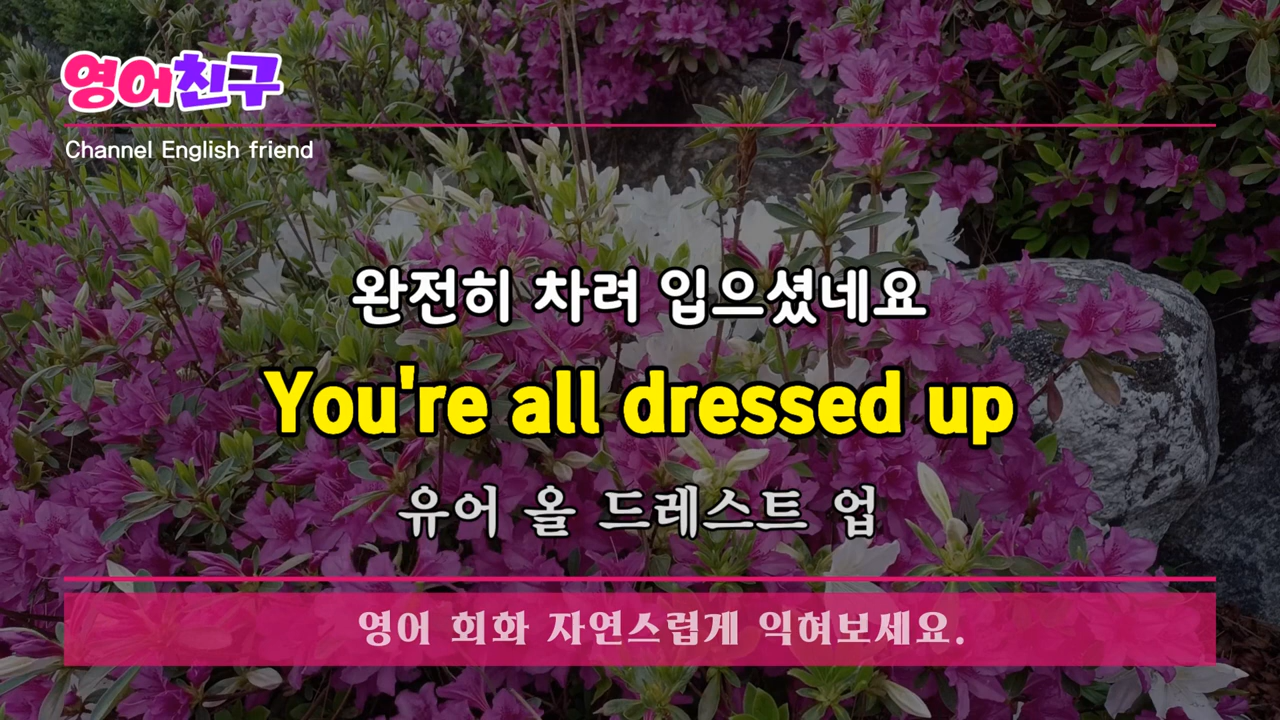 영어친구
Channel English friend
완전히 차려 입으셨네요
You're all dressed up
유어 올 드레스트 업
영어 회화 자연스럽게 익혀보세요.